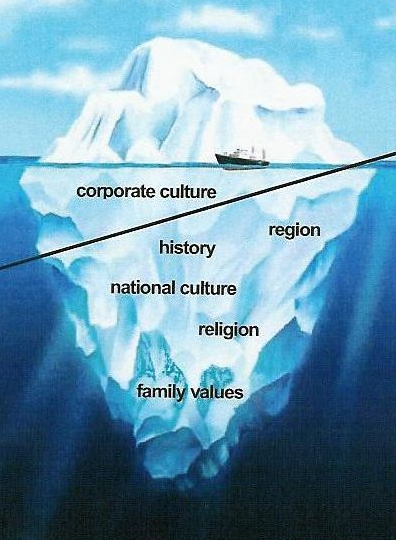 corporate culture
region
history
national culture
religion
family values